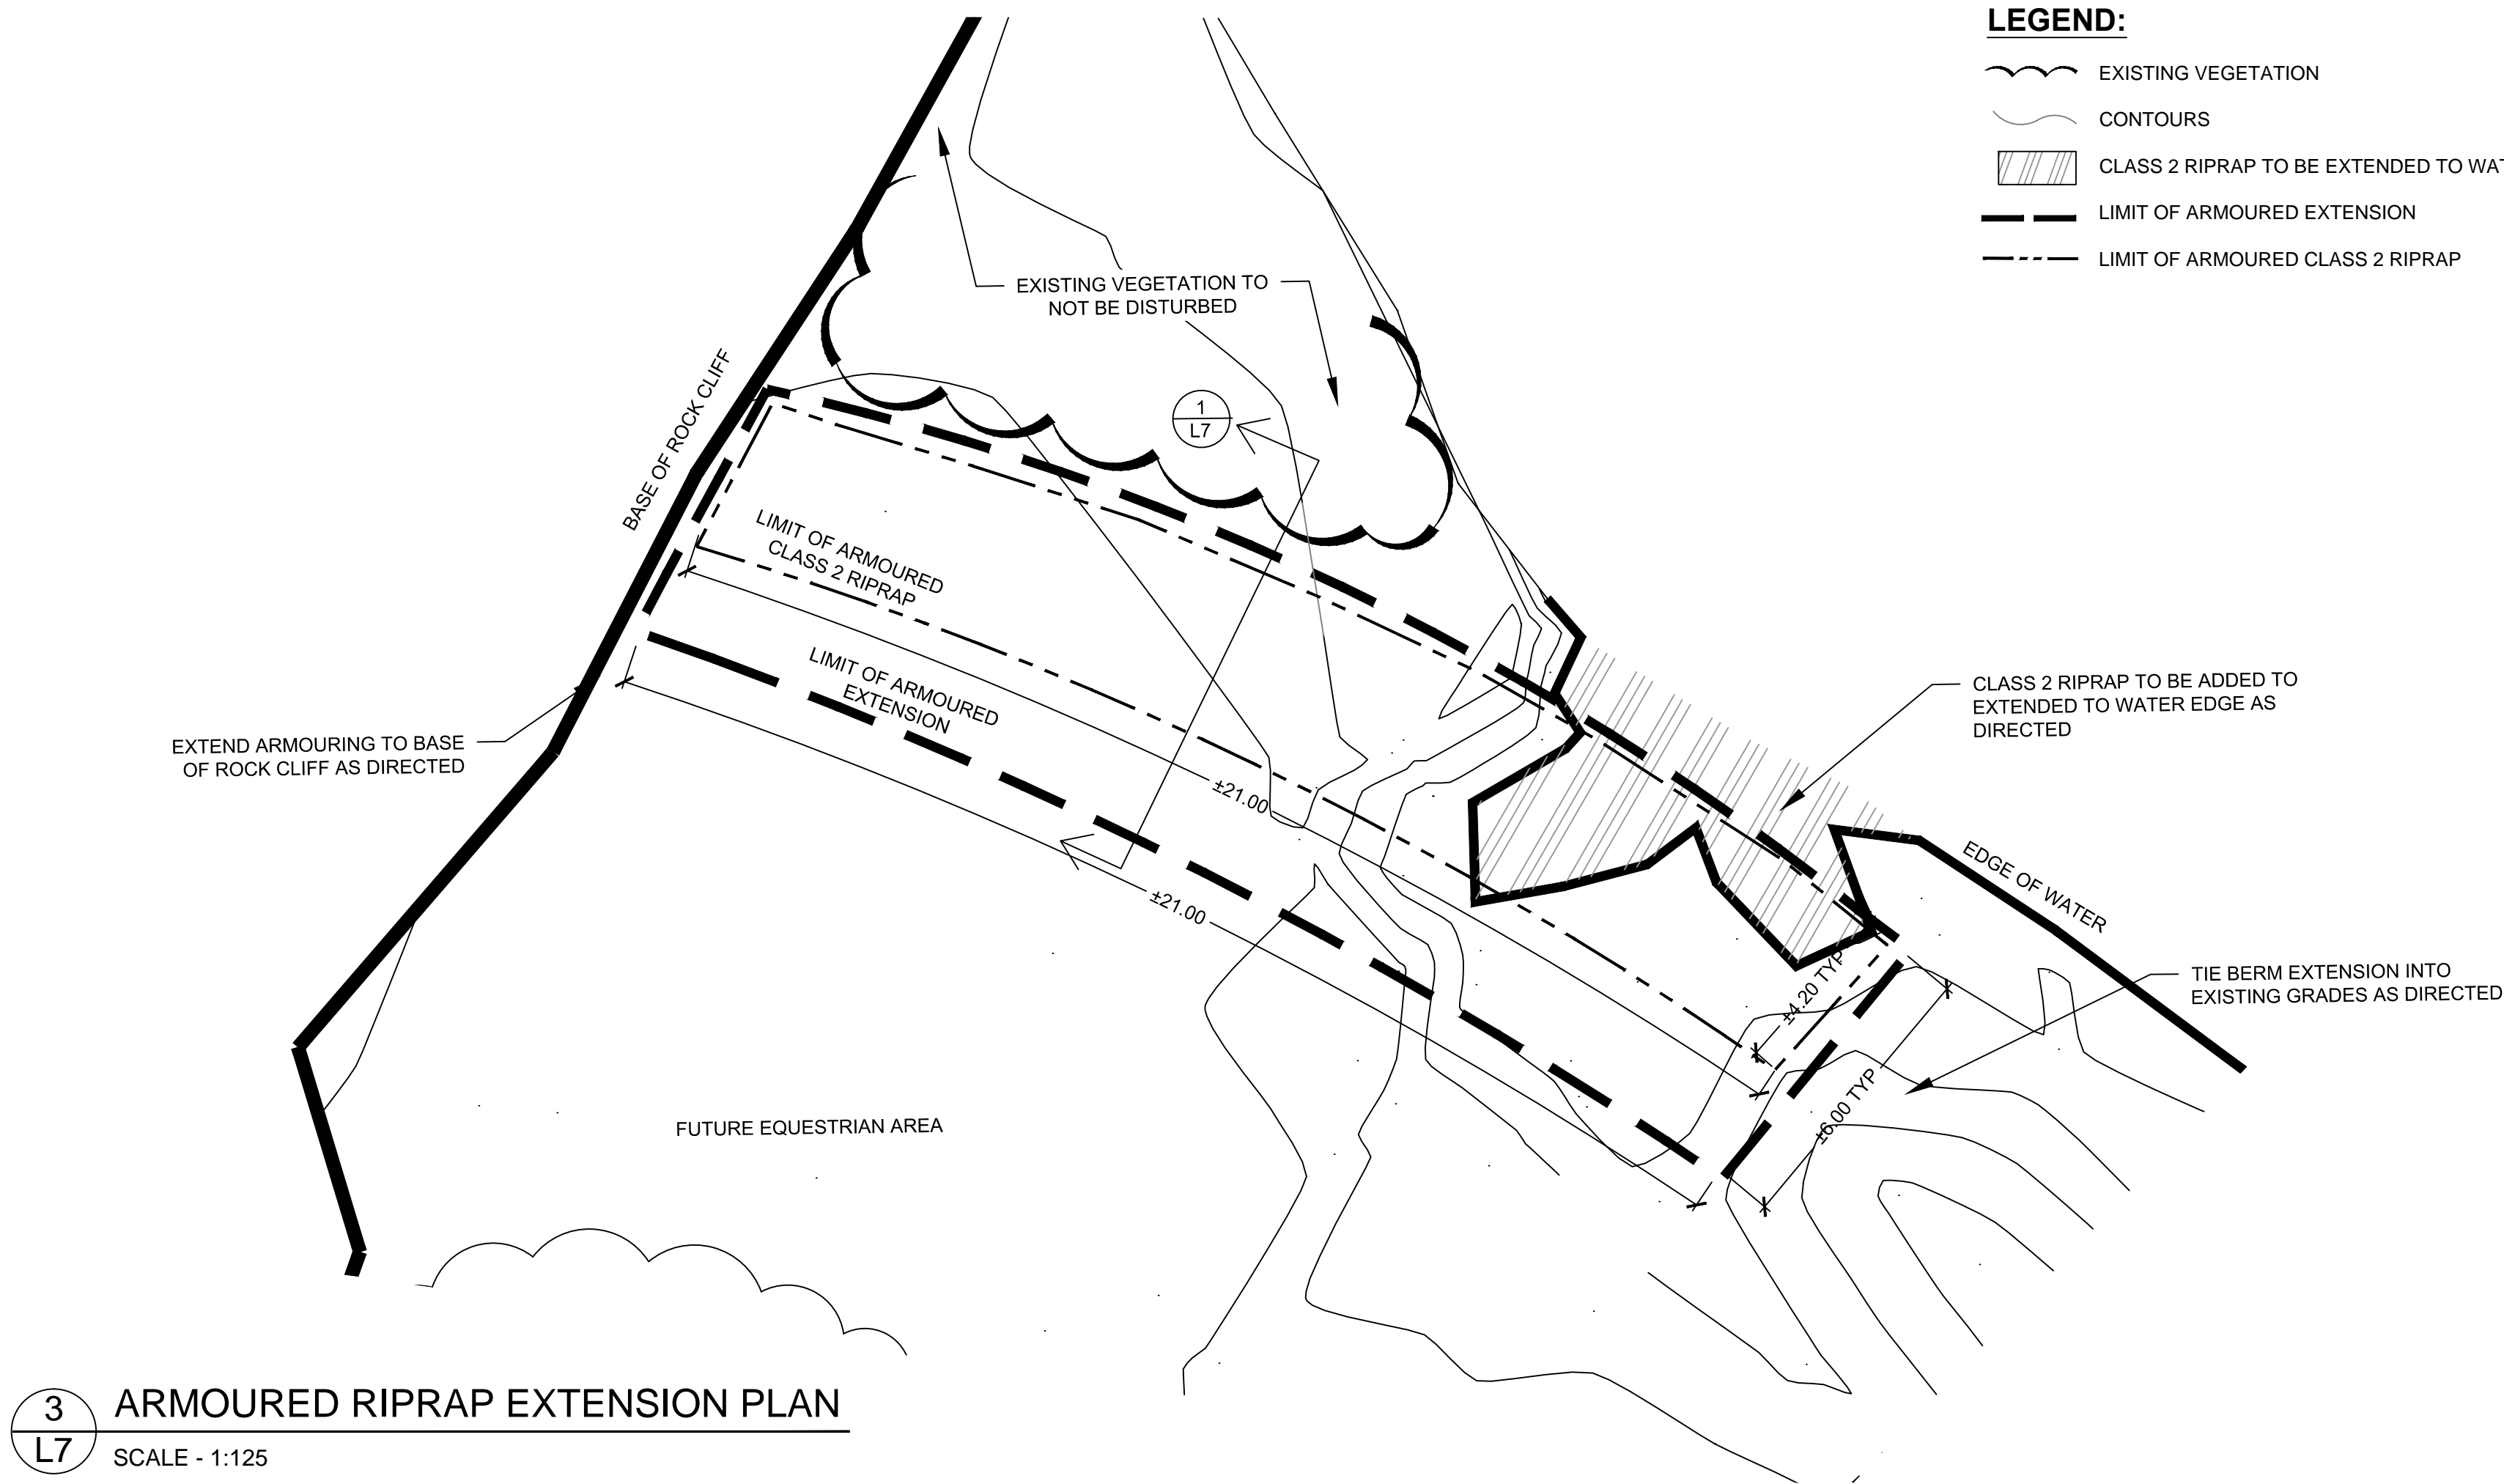 LEGEND:
EXISTING VEGETATION
CONTOURS
CLASS 2 RIPRAP TO BE EXTENDED TO
LIMIT OF ARMOURED EXTENSION
LIMIT OF ARMOURED CLASS 2 RIPRAP
EXISTING VEGETATION TO
NOT BE DISTURBED
BASE OF ROCK CLIFF
1
L7
LIMIT OF ARMOURED
CLASS 2 RIPRAP
LIMIT OF ARMOURED
EXTENSION
EXTEND ARMOURING TO BASE
OF ROCK CLIFF AS DIRECTED
CLASS 2 RIPRAP TO BE ADDED TO
EXTENDED TO WATER EDGE AS
DIRECTED
±21.00
±21.00
EDGE OF WATER
±4.20 TYP
±6.00 TYP
TIE BERM EXTENSION INTO
EXISTING GRADES AS DIRECTED
FUTURE EQUESTRIAN AREA
3
L7
ARMOURED RIPRAP EXTENSION PLAN
SCALE - 1:125